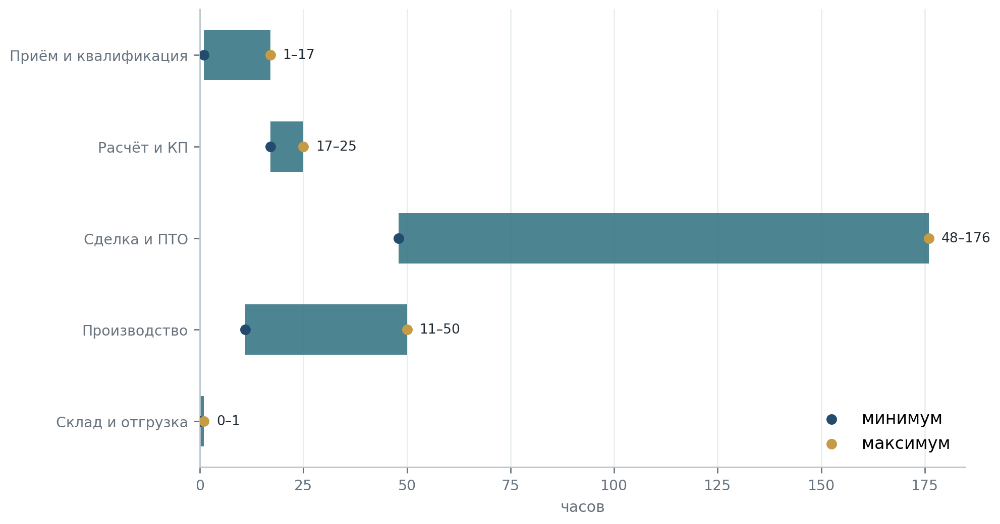 Приём и квалификация
1–17
Расчёт и КП
17–25
Сделка и ПТО
48–176
Производство
11–50
Склад и отгрузка
0–1
минимум
максимум
0 25 50 75 100 125 150 175
часов